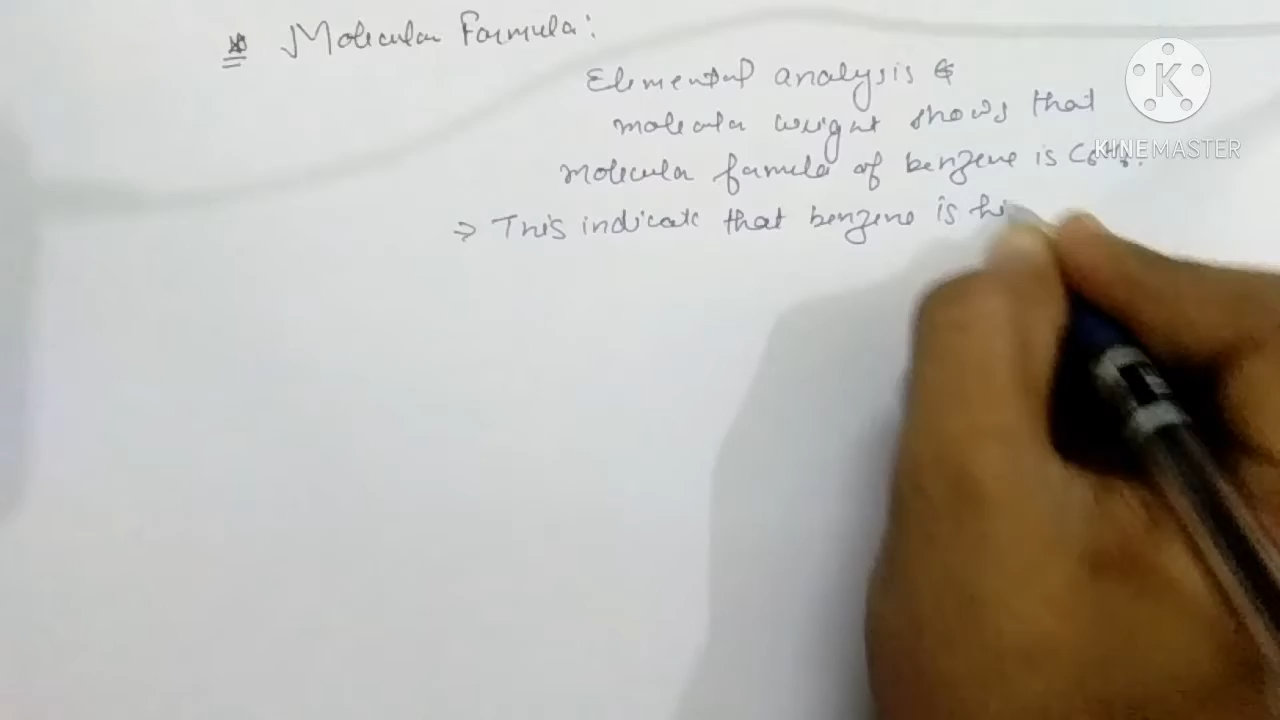 * Molecular Formula:
Elemental analysis &
molecular weight shows that
molecular formula of benzene is C6H6.
⇒ This indicate that benzene is hi
K
KINEMASTER